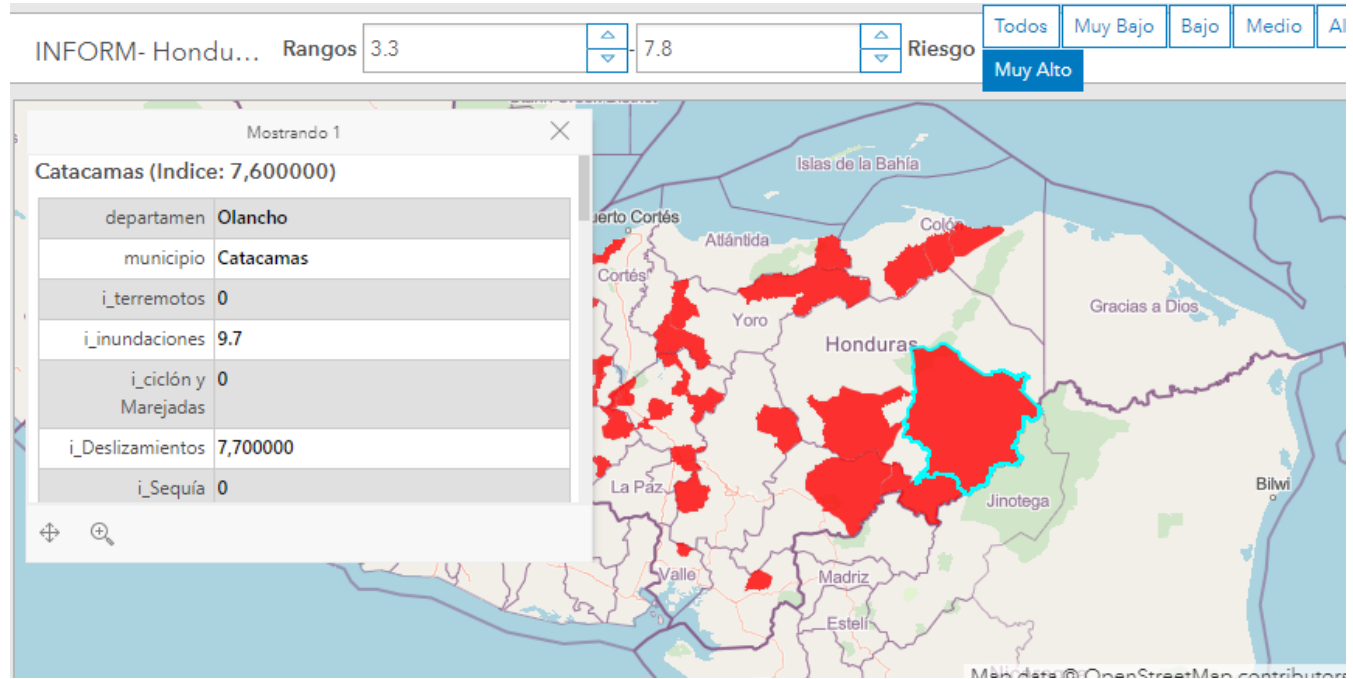 INFORM- Hondu...
Rangos 3.3 - 7.8 Riesgo
Todos Muy Bajo Bajo Medio
Muy Alto
Mostrando 1
Catacamas (Indice: 7,600000)
departamen Olancho
municipio Catacamas
i_terremotos 0
i_inundaciones 9.7
i_ciclón y
Marejadas 0
i_Deslizamientos 7,700000
i_Sequía 0
Islas de la Bahía
Cortés
Atlántida
Colón
Cortés
Yoro
Gracias a Dios
Honduras
La Paz
Jinotega
Bilwi
Valle
Madriz
Estelí
Map data © OpenStreetMap contributors